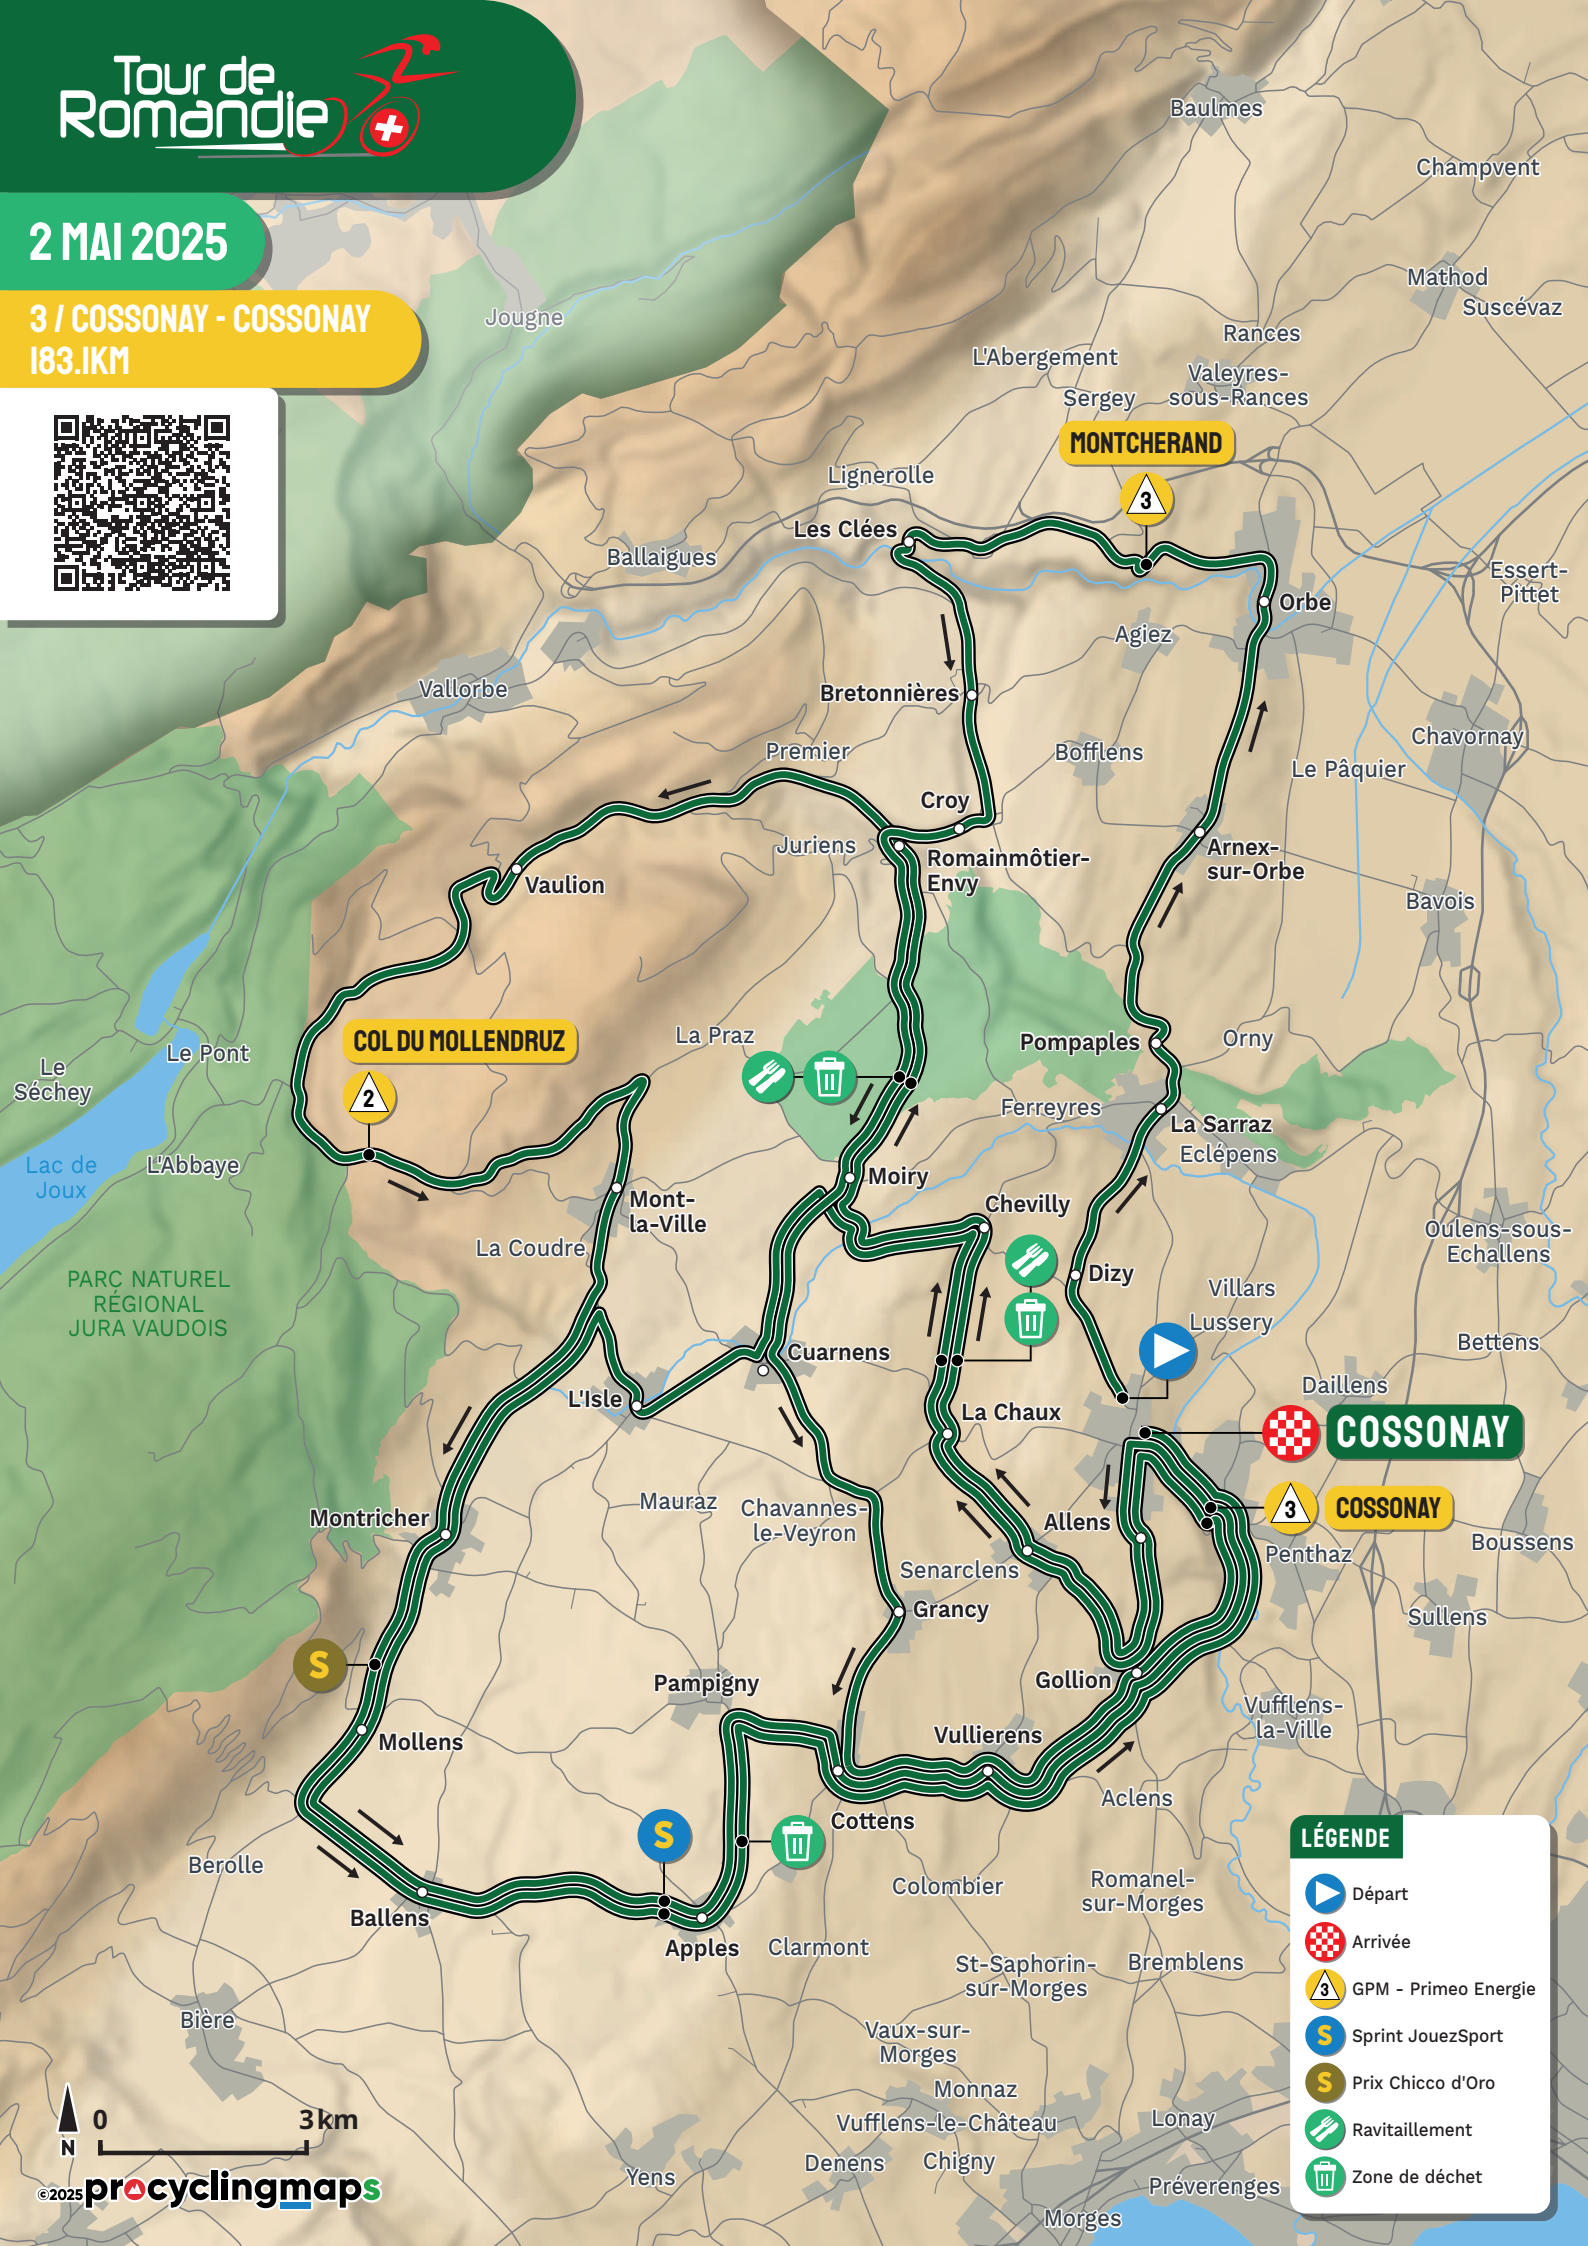 Tour de
Romandie
2 MAI 2025
3 / COSSONAY - COSSONAY
183.1KM
Baulmes
Champvent
Mathod
Suscévaz
Jougne
Rances
L'Abergement
Valeyres-
sous-Rances
Sergey
MONTCHERAND
3
Lignerolle
Les Clées
Ballaigues
Essert-
Pittet
Orbe
Agiez
Vallorbe
Bretonnières
Chavornay
Premier
Bofflens
Le Pâquier
Croy
Juriens
Romainmôtier-
Envy
Arnex-
sur-Orbe
Vaulion
Bavois
COL DU MOLLENDRUZ
2
La Praz
Pompaples
Orny
Le Pont
Le
Séchey
Ferreyres
La Sarraz
Eclépens
Lac de
Joux
L'Abbaye
Moiry
Mont-
la-Ville
Chevilly
La Coudre
Oulens-sous-
Echallens
Dizy
PARC NATUREL
RÉGIONAL
JURA VAUDOIS
Villars
Lussery
Bettens
Cuarnens
Daillens
L'Isle
La Chaux
COSSONAY
Mauraz
Chavannes-
le-Veyron
3
COSSONAY
Montricher
Allens
Boussens
Penthaz
Senarclens
Grancy
Sullens
S
Pampigny
Gollion
Vufflens-
la-Ville
Mollens
Vullierens
Aclens
S
Cottens
LÉGENDE
Berolle
Colombier
Romanel-
sur-Morges
Départ
Ballens
Apples
Clarmont
Arrivée
St-Saphorin-
sur-Morges
Bremblens
3
GPM - Primeo Energie
Bière
Vaux-sur-
Morges
S
Sprint JouezSport
Monnaz
S
Prix Chicco d'Oro
0
3km
N
Vufflens-le-Château
Lonay
Ravitaillement
Yens
Denens
Chigny
Préverenges
Zone de déchet
©2025 procyclingmaps
Morges